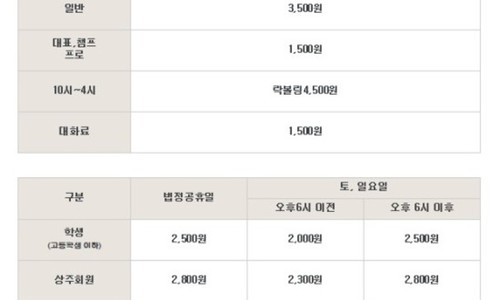 일반 3,500원
대표,챔프
프로 1,500원
10시~4시 락볼링4,500원
대화료 1,500원
구분 법정공휴일 토, 일요일
오후6시 이전 오후 6시 이후
학생
(고등학생 이하) 2,500원 2,000원 2,500원
상주회원 2,800원 2,300원 2,800원